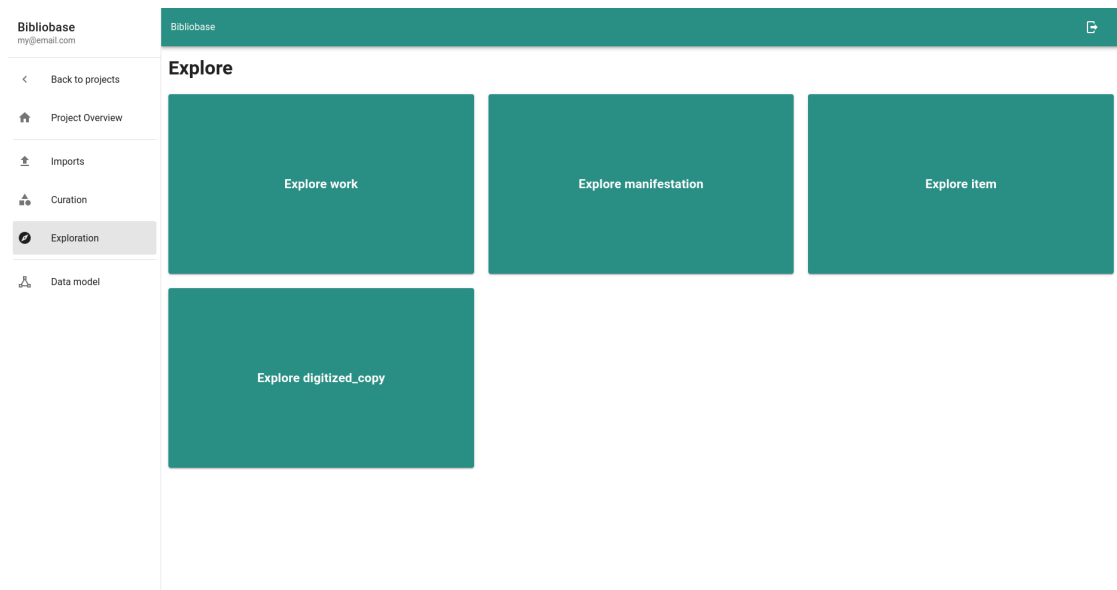 Bibliobase
my@email.com
Back to projects
Project Overview
Imports
Curation
Exploration
Data model
Bibliobase
Explore
Explore work
Explore manifestation
Explore item
Explore digitized_copy